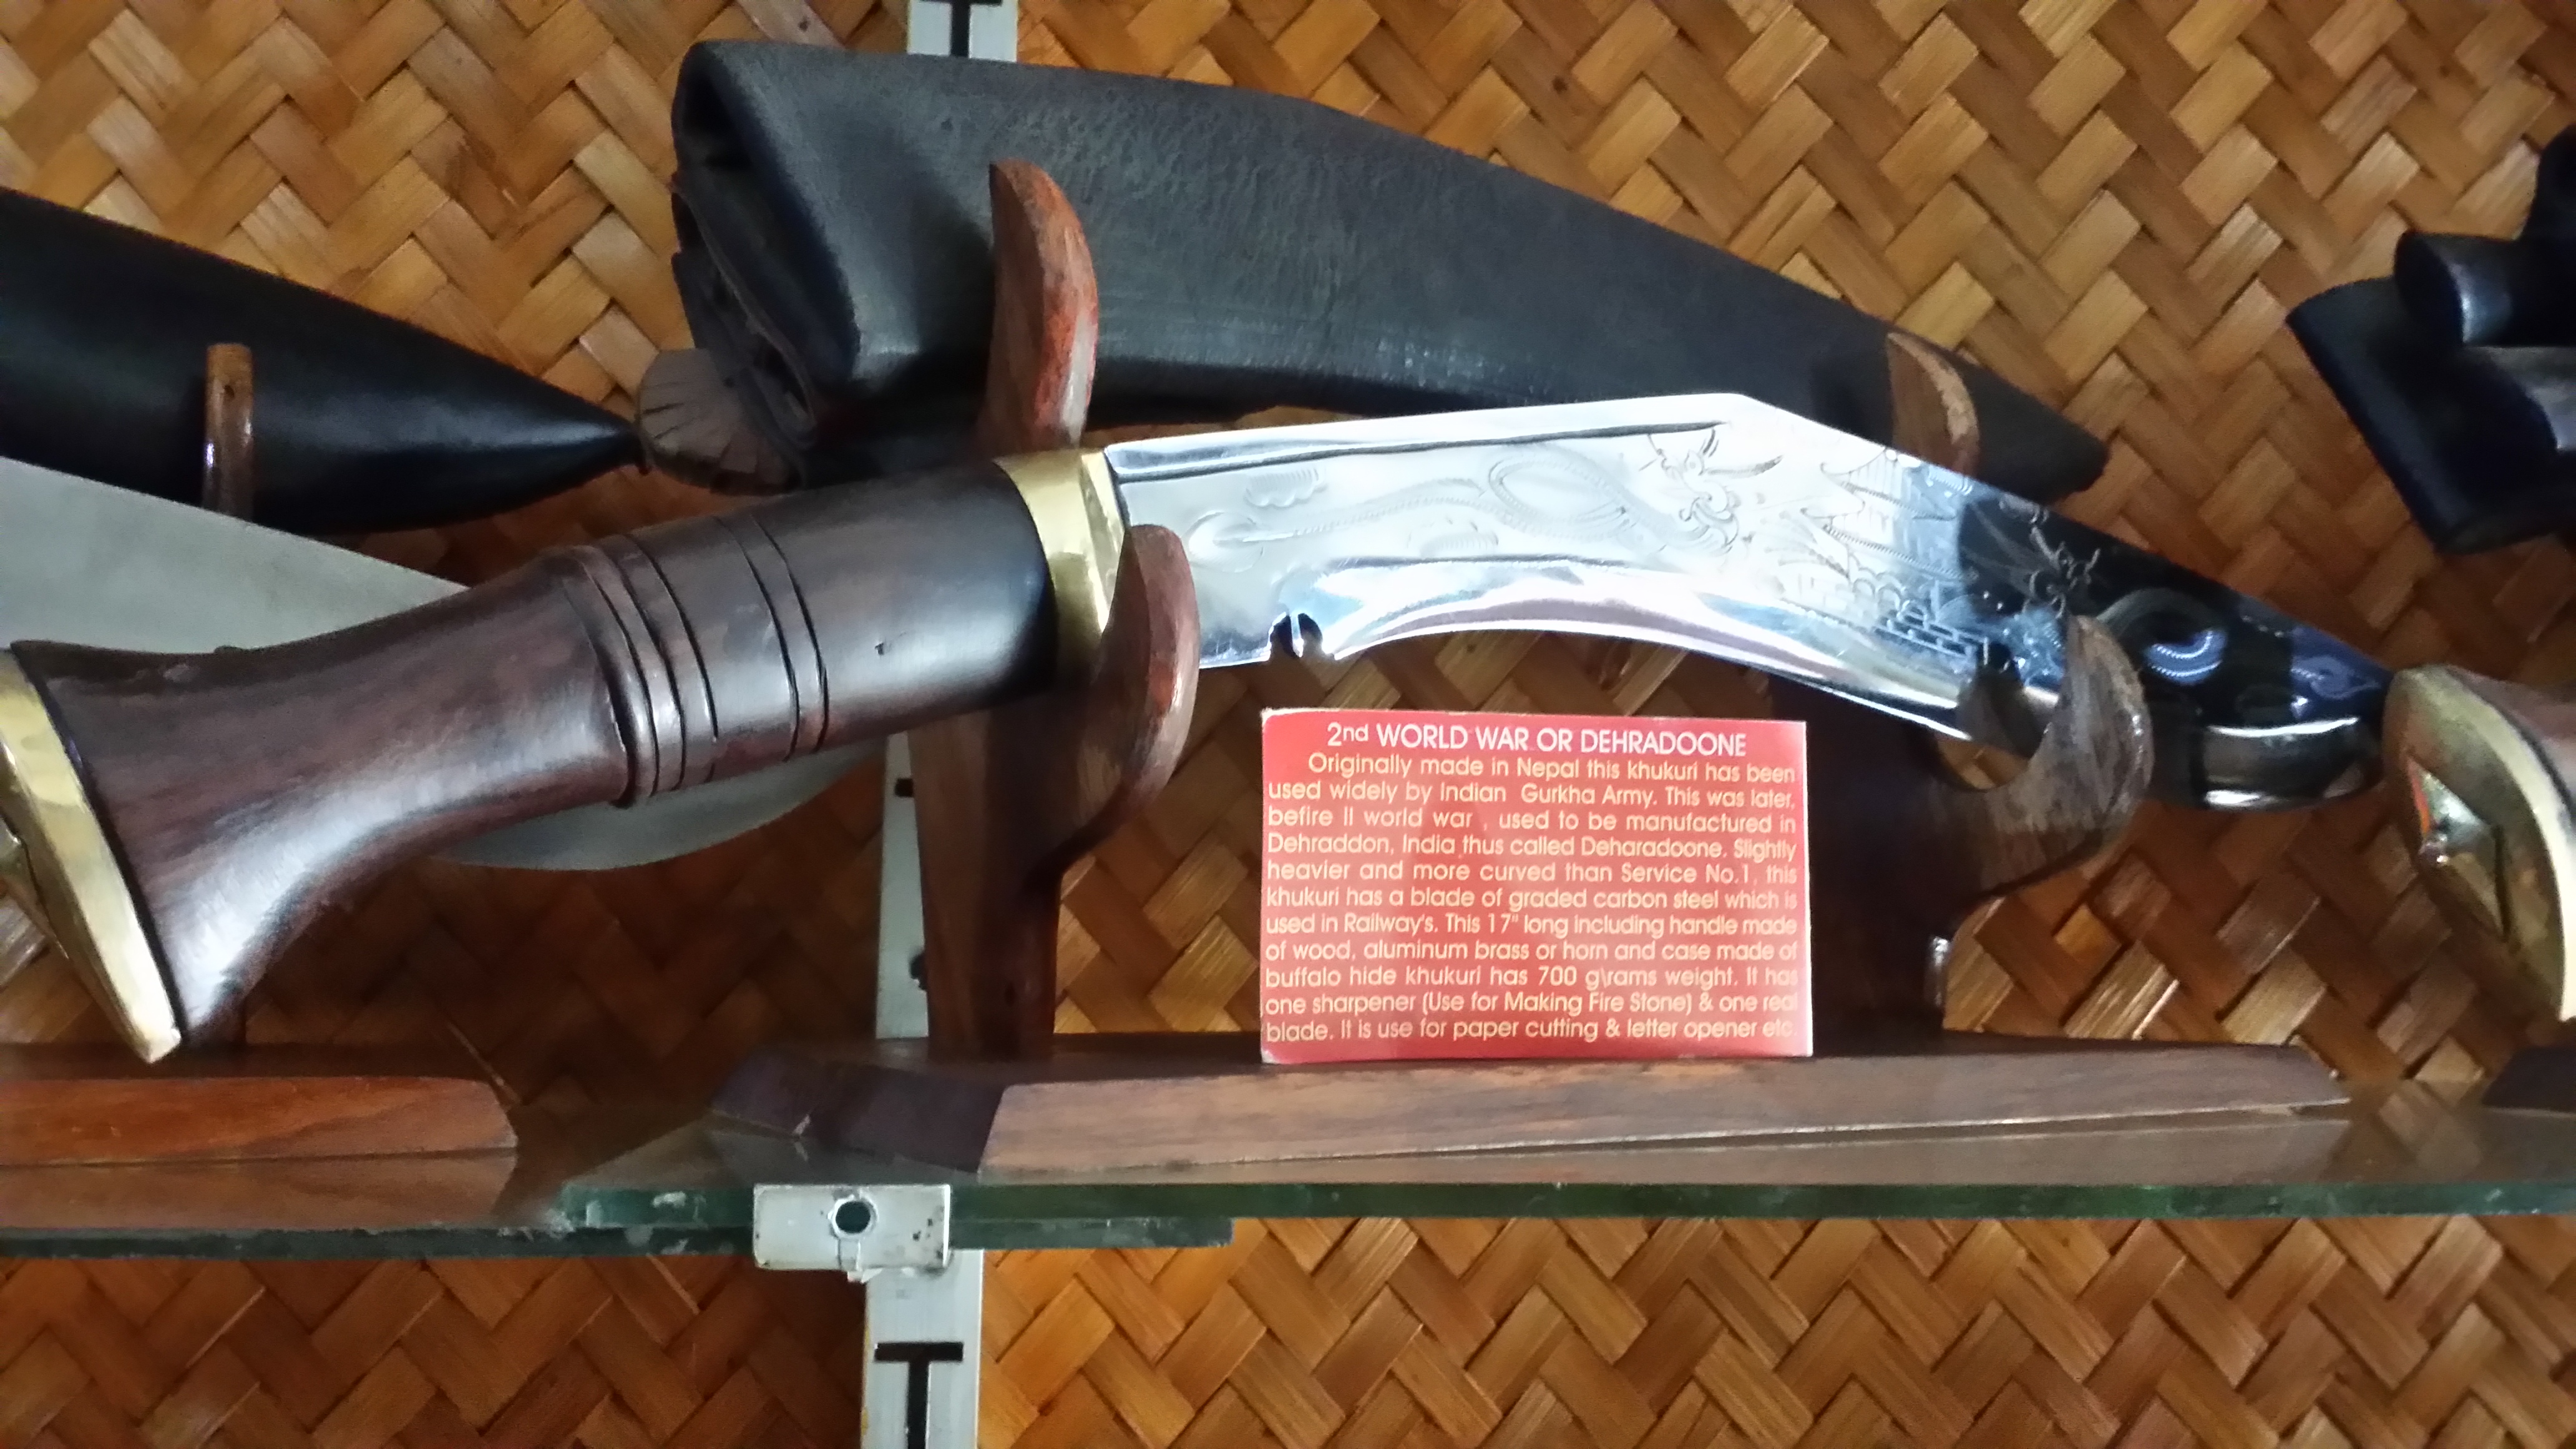 2nd WORLD WAR OR DEHRADOONE
Originally made in Nepal this khukuri has been
used widely by Indian Gurkha Army. This was later,
befire II world war , used to be manufactured in
Dehraddon, India thus called Deharadoone. Slightly
heavier and more curved than Service No.1, this
khukuri has a blade of graded carbon steel which is
used in Railway's. This 17" long including handle made
of wood, aluminum brass or horn and case made of
buffalo hide khukuri has 700 g\rams weight. It has
one sharpener (Use for Making Fire Stone) & one real
blade. It is use for paper cutting & letter opener etc.